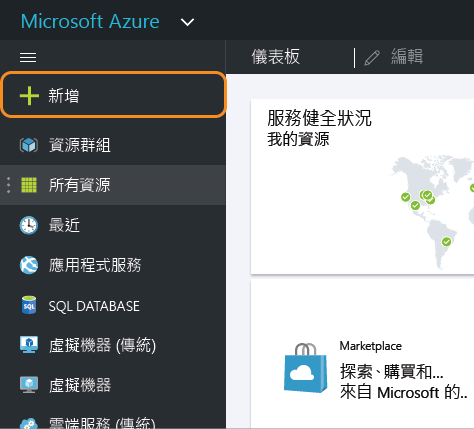 Microsoft Azure
儀表板
編輯
新增
資源群組
所有資源
最近
應用程式服務
SQL DATABASE
虛擬機器 (傳統)
虛擬機器
雲端服務 (傳統)
服務健全狀況
我的資源
Marketplace
探索、購買和...
來自 Microsoft 的..